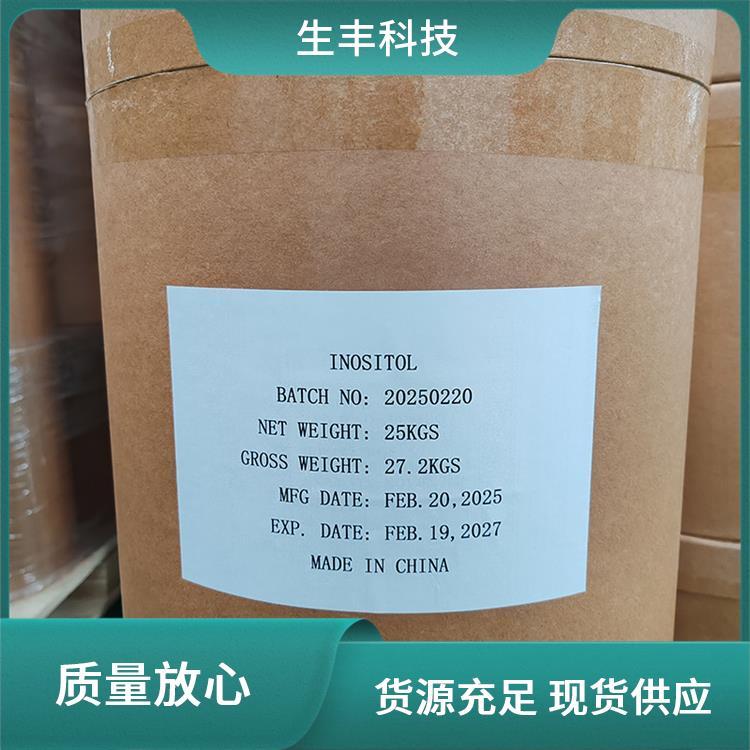 生丰科技
INOSITOL
BATCH NO: 20250220
NET WEIGHT: 25KGS
GROSS WEIGHT: 27.2KGS
MFG DATE: FEB.20,2025
EXP. DATE: FEB.19,2027
MADE IN CHINA
质量放心
货源充足 现货供应